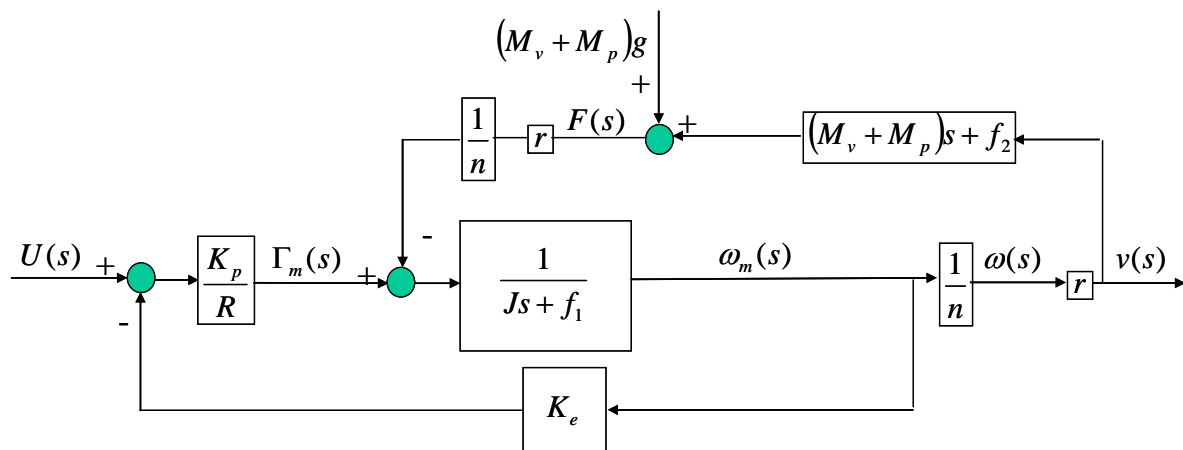 (M_v + M_p)g
+
1/n
r
F(s)
+
(M_v + M_p)s + f_2
-
U(s)
+
K_p/R
Γ_m(s)
+
1/(Js + f_1)
ω_m(s)
1/n
ω(s)
r
v(s)
-
K_e